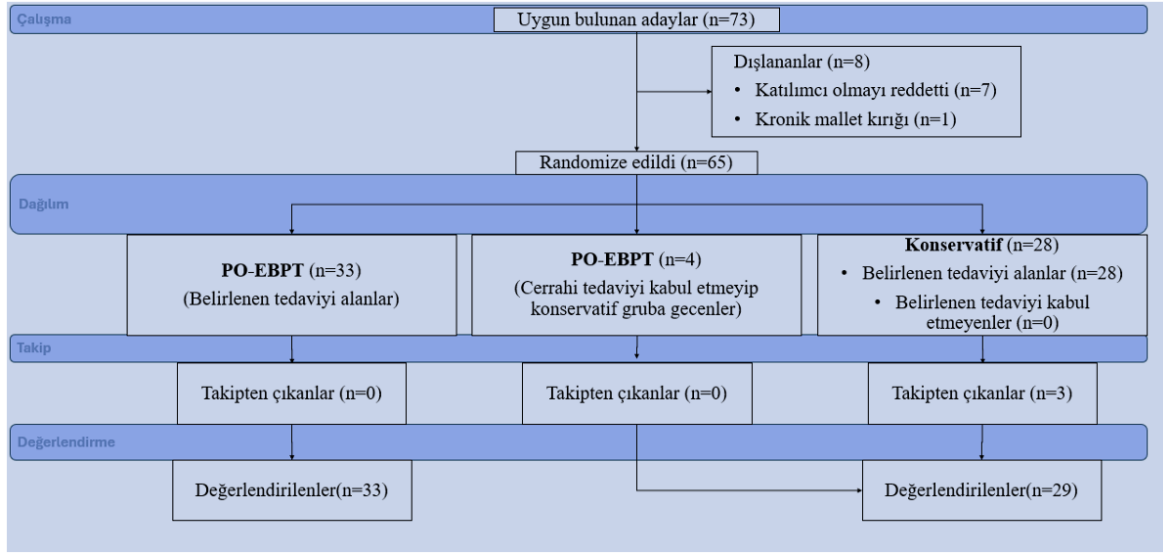 Çalışma
Uygun bulunan adaylar (n=73)
Dışlananlar (n=8)
• Katılımcı olmayı reddetti (n=7)
• Kronik mallet kırığı (n=1)
Randomize edildi (n=65)
Dağılım
PO-EBPT (n=33)
(Belirlenen tedaviyi alanlar)
PO-EBPT (n=4)
(Cerrahi tedaviyi kabul etmeyip
konservatif gruba gecenler)
Konservatif (n=28)
• Belirlenen tedaviyi alanlar (n=28)
• Belirlenen tedaviyi kabul
etmeyenler (n=0)
Takip
Takipten çıkanlar (n=0)
Takipten çıkanlar (n=0)
Takipten çıkanlar (n=3)
Değerlendirme
Değerlendirilenler(n=33)
Değerlendirilenler(n=29)